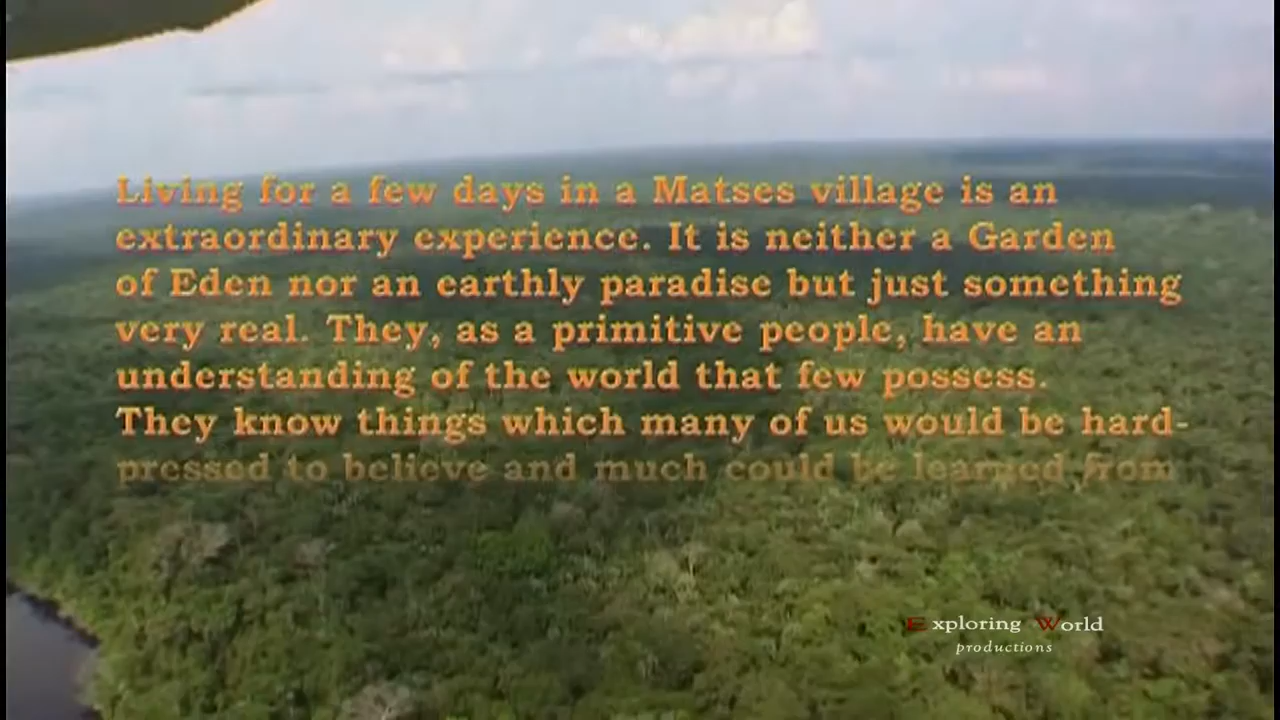 Living for a few days in a Matses village is an
extraordinary experience. It is neither a Garden
of Eden nor an earthly paradise but just something
very real. They, as a primitive people, have an
understanding of the world that few possess.
They know things which many of us would be hard-
pressed to believe and much could be learned from
Exploring World
productions